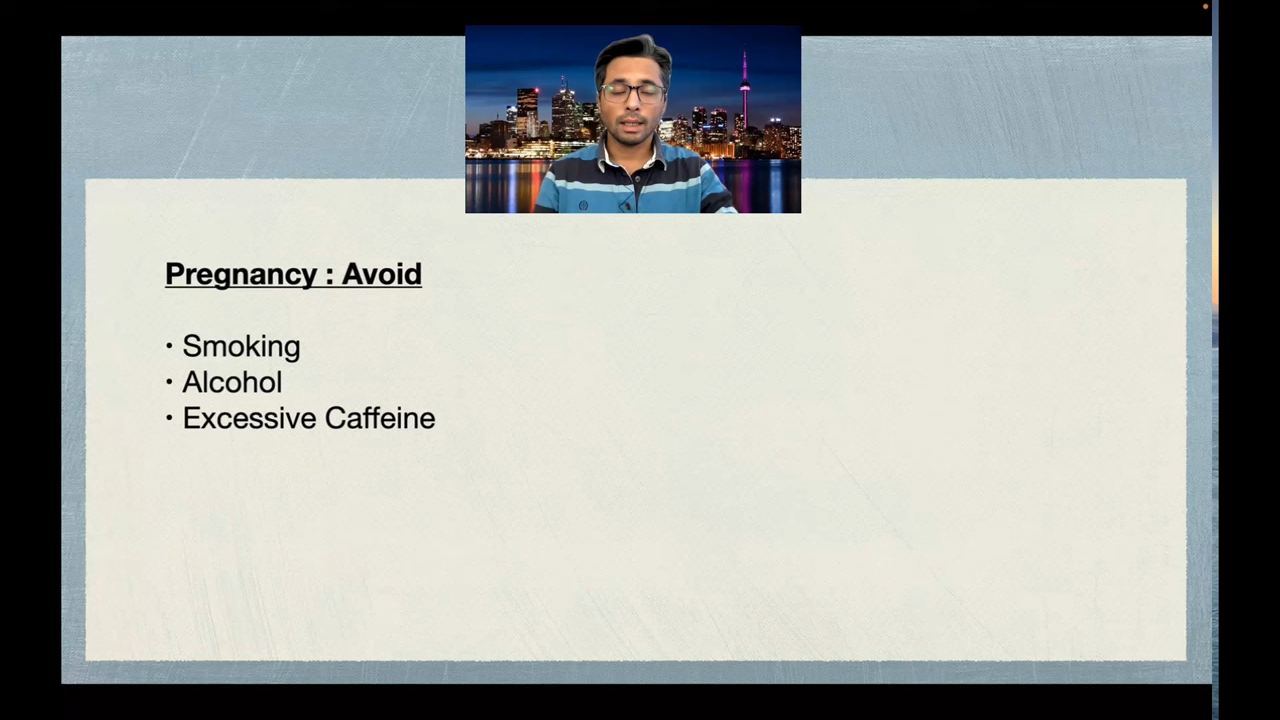 Pregnancy : Avoid
• Smoking
• Alcohol
• Excessive Caffeine